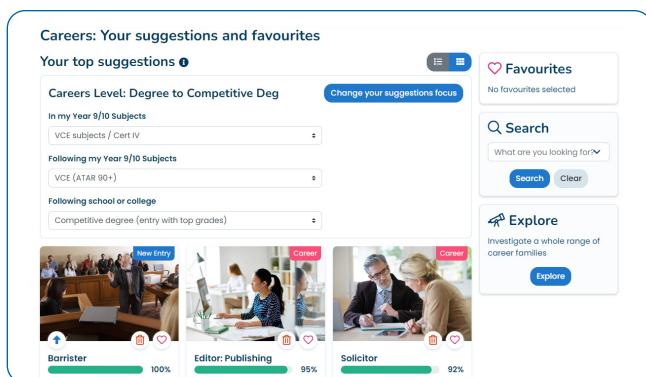 Careers: Your suggestions and favourites
Your top suggestions
Careers Level: Degree to Competitive Deg
Change your suggestions focus
In my Year 9/10 Subjects
VCE subjects / Cert IV
Following my Year 9/10 Subjects
VCE (ATAR 90+)
Following school or college
Competitive degree (entry with top grades)
New Entry
Career
Career
Barrister
100%
Editor: Publishing
95%
Solicitor
92%
Favourites
No favourites selected
Search
What are you looking for?
Search
Clear
Explore
Investigate a whole range of
career families
Explore